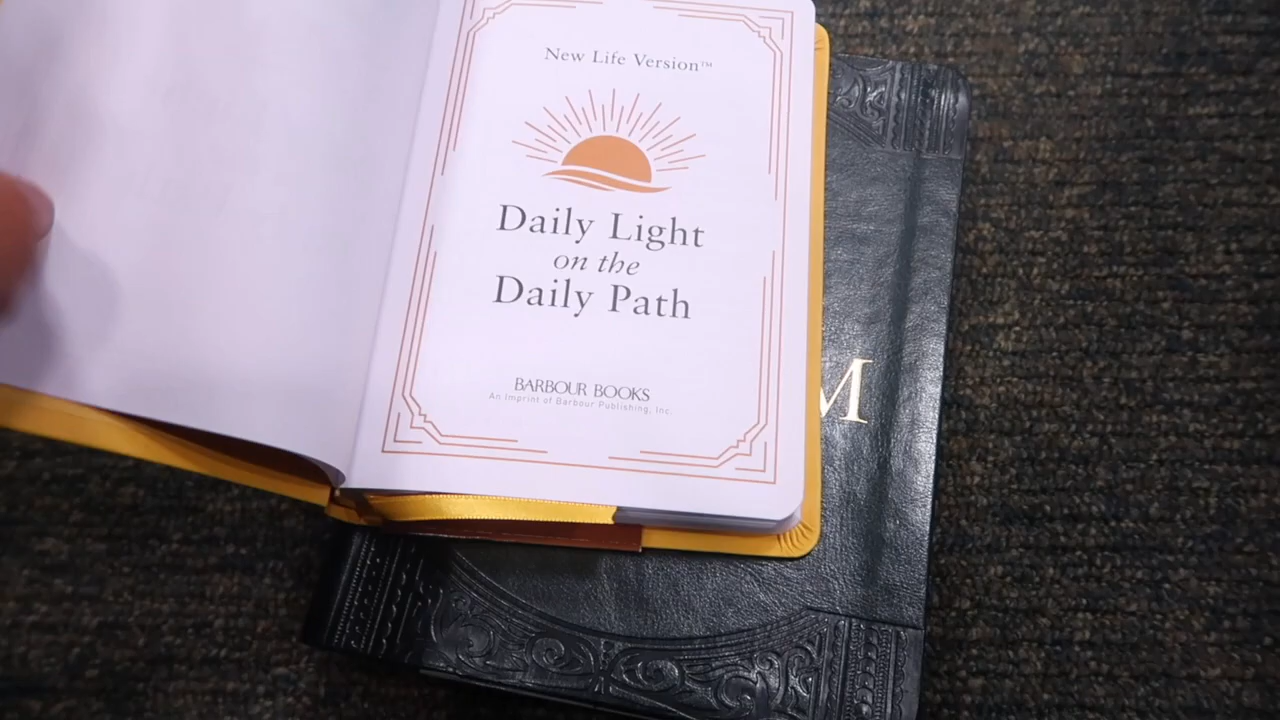 New Life Version™
Daily Light
on the
Daily Path
BARBOUR BOOKS
An Imprint of Barbour Publishing, Inc.
M